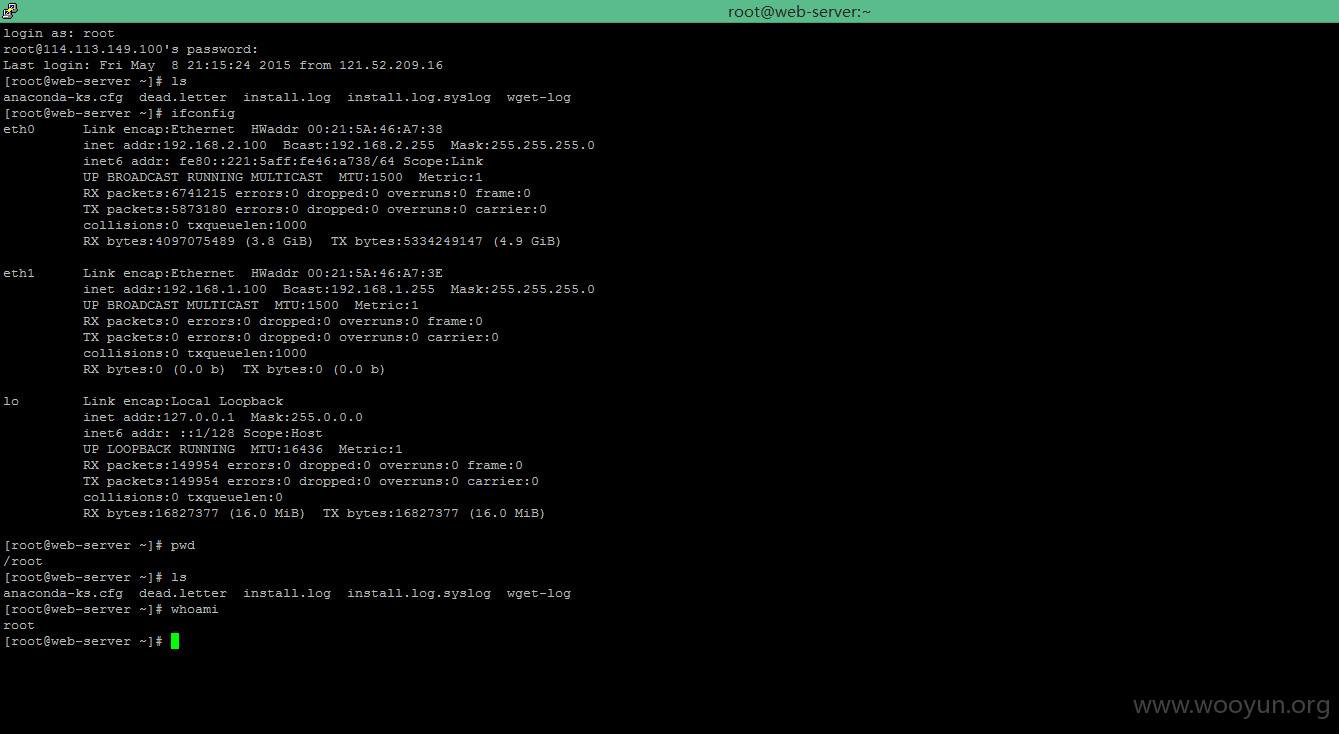 root@web-server:~
login as: root
root@114.113.149.100's password:
Last login: Fri May  8 21:15:24 2015 from 121.52.209.16
[root@web-server ~]# ls
anaconda-ks.cfg  dead.letter  install.log  install.log.syslog  wget-log
[root@web-server ~]# ifconfig
eth0      Link encap:Ethernet  HWaddr 00:21:5A:46:A7:38
          inet addr:192.168.2.100  Bcast:192.168.2.255  Mask:255.255.255.0
          inet6 addr: fe80::221:5aff:fe46:a738/64 Scope:Link
          UP BROADCAST RUNNING MULTICAST  MTU:1500  Metric:1
          RX packets:6741215 errors:0 dropped:0 overruns:0 frame:0
          TX packets:5873180 errors:0 dropped:0 overruns:0 carrier:0
          collisions:0 txqueuelen:1000
          RX bytes:4097075489 (3.8 GiB)  TX bytes:5334249147 (4.9 GiB)
eth1      Link encap:Ethernet  HWaddr 00:21:5A:46:A7:3E
          inet addr:192.168.1.100  Bcast:192.168.1.255  Mask:255.255.255.0
          UP BROADCAST MULTICAST  MTU:1500  Metric:1
          RX packets:0 errors:0 dropped:0 overruns:0 frame:0
          TX packets:0 errors:0 dropped:0 overruns:0 carrier:0
          collisions:0 txqueuelen:1000
          RX bytes:0 (0.0 b)  TX bytes:0 (0.0 b)
lo        Link encap:Local Loopback
          inet addr:127.0.0.1  Mask:255.0.0.0
          inet6 addr: ::1/128 Scope:Host
          UP LOOPBACK RUNNING  MTU:16436  Metric:1
          RX packets:149954 errors:0 dropped:0 overruns:0 frame:0
          TX packets:149954 errors:0 dropped:0 overruns:0 carrier:0
          collisions:0 txqueuelen:0
          RX bytes:16827377 (16.0 MiB)  TX bytes:16827377 (16.0 MiB)
[root@web-server ~]# pwd
/root
[root@web-server ~]# ls
anaconda-ks.cfg  dead.letter  install.log  install.log.syslog  wget-log
[root@web-server ~]# whoami
root
[root@web-server ~]#
www.wooyun.org